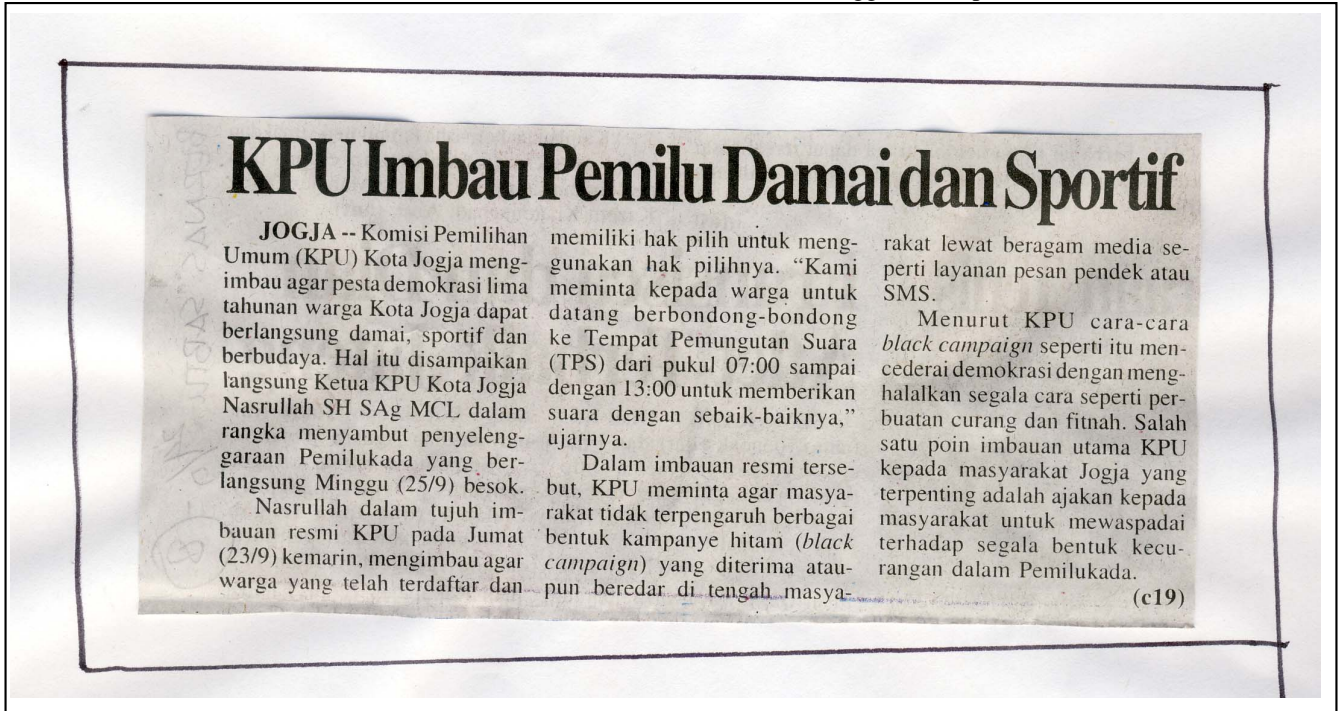 KPU Imbau Pemilu Damai dan Sportif
JOGJA -- Komisi Pemilihan
Umum (KPU) Kota Jogja meng-
imbau agar pesta demokrasi lima
tahunan warga Kota Jogja dapat
berlangsung damai, sportif dan
berbudaya. Hal itu disampaikan
langsung Ketua KPU Kota Jogja
Nasrullah SH SAg MCL dalam
rangka menyambut penyeleng-
garaan Pemilukada yang ber-
langsung Minggu (25/9) besok.
Nasrullah dalam tujuh im-
bauan resmi KPU pada Jumat
(23/9) kemarin, mengimbau agar
warga yang telah terdaftar dan
memiliki hak pilih untuk meng-
gunakan hak pilihnya. “Kami
meminta kepada warga untuk
datang berbondong-bondong
ke Tempat Pemungutan Suara
(TPS) dari pukul 07:00 sampai
dengan 13:00 untuk memberikan
suara dengan sebaik-baiknya,”
ujarnya.
Dalam imbauan resmi terse-
but, KPU meminta agar masya-
rakat tidak terpengaruh berbagai
bentuk kampanye hitam (black
campaign) yang diterima atau-
pun beredar di tengah masya-
rakat lewat beragam media se-
perti layanan pesan pendek atau
SMS.
Menurut KPU cara-cara
black campaign seperti itu men-
cederai demokrasi dengan meng-
halalkan segala cara seperti per-
buatan curang dan fitnah. Salah
satu poin imbauan utama KPU
kepada masyarakat Jogja yang
terpenting adalah ajakan kepada
masyarakat untuk mewaspadai
terhadap segala bentuk kecu-
rangan dalam Pemilukada.
(c19)